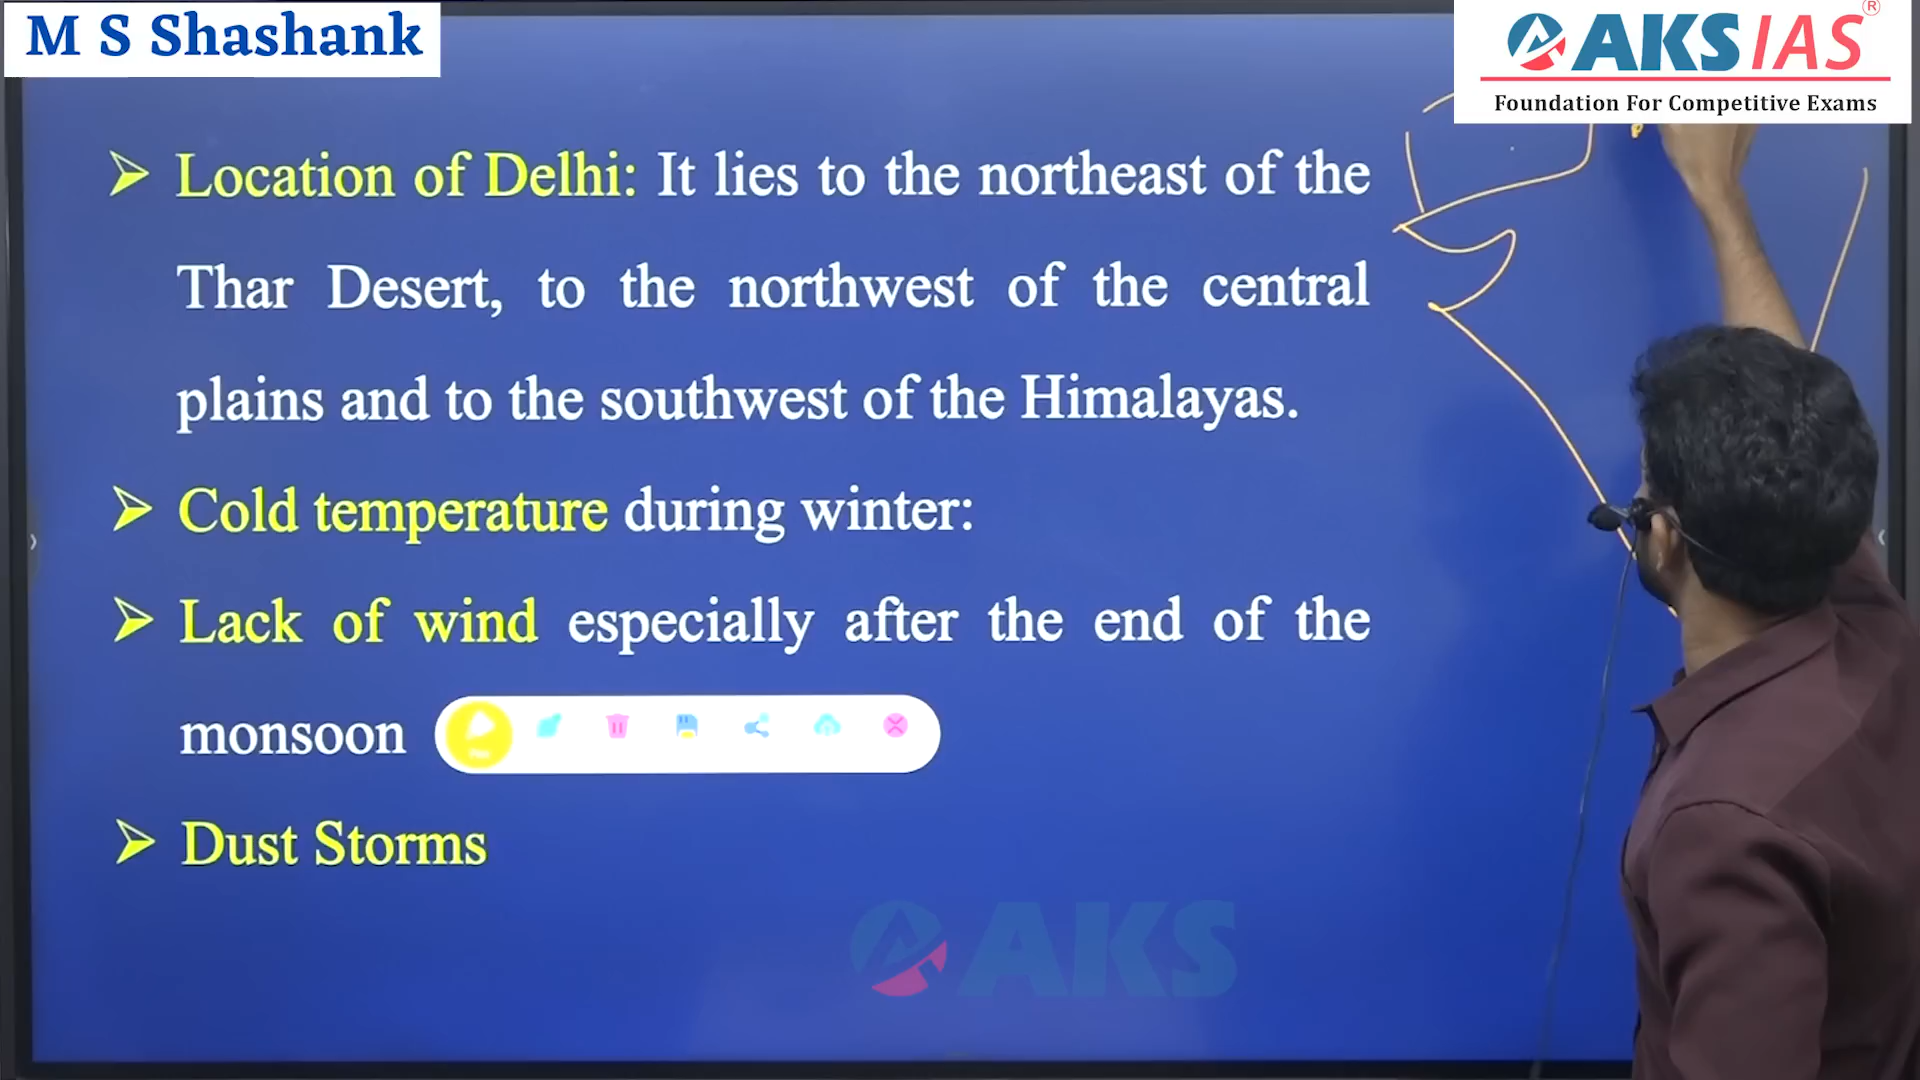 M S Shashank
AKS IAS ®
Foundation For Competitive Exams
Location of Delhi: It lies to the northeast of the
Thar Desert, to the northwest of the central
plains and to the southwest of the Himalayas.
Cold temperature during winter:
Lack of wind especially after the end of the
monsoon
Dust Storms
AKS